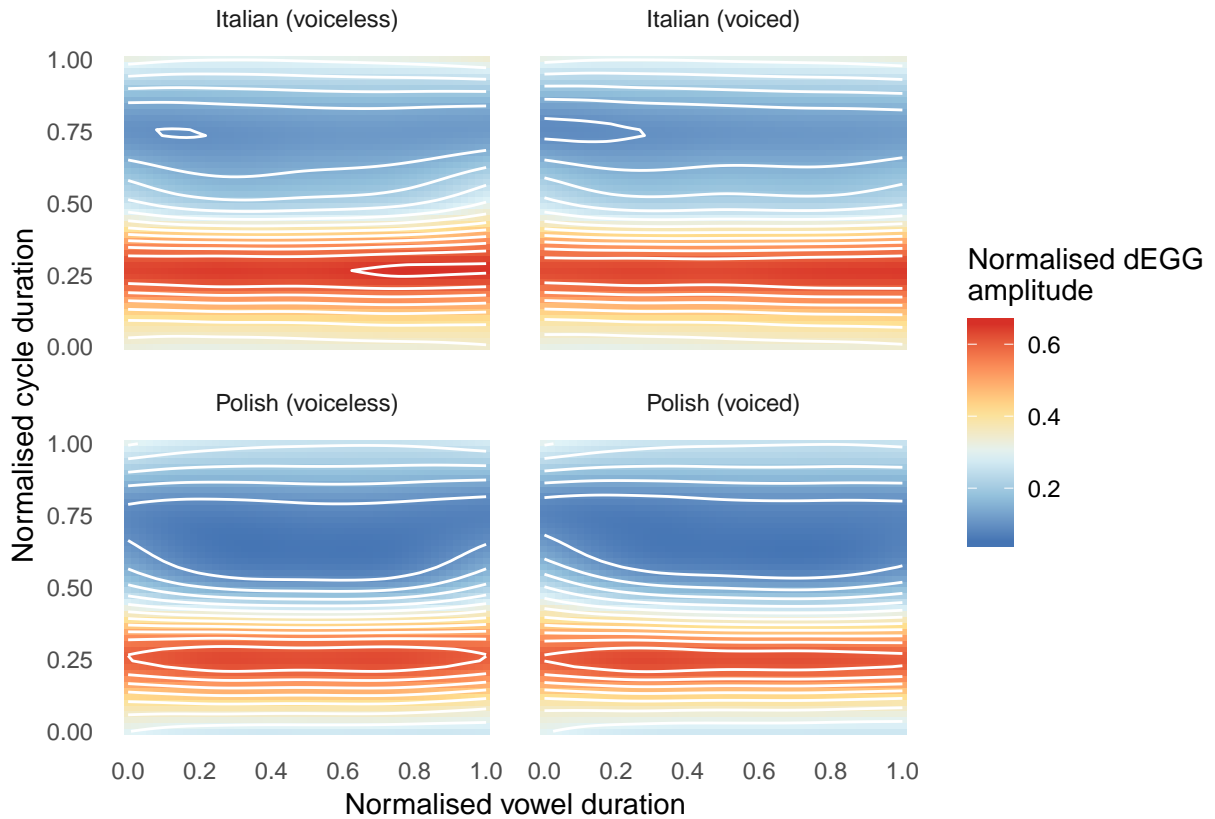 Italian (voiceless)
Italian (voiced)
1.00
0.75
0.50
0.25
0.00
Polish (voiceless)
Polish (voiced)
1.00
0.75
0.50
0.25
0.00
0.0 0.2 0.4 0.6 0.8 1.0
0.0 0.2 0.4 0.6 0.8 1.0
Normalised vowel duration
Normalised cycle duration
Normalised dEGG
amplitude
0.6
0.4
0.2